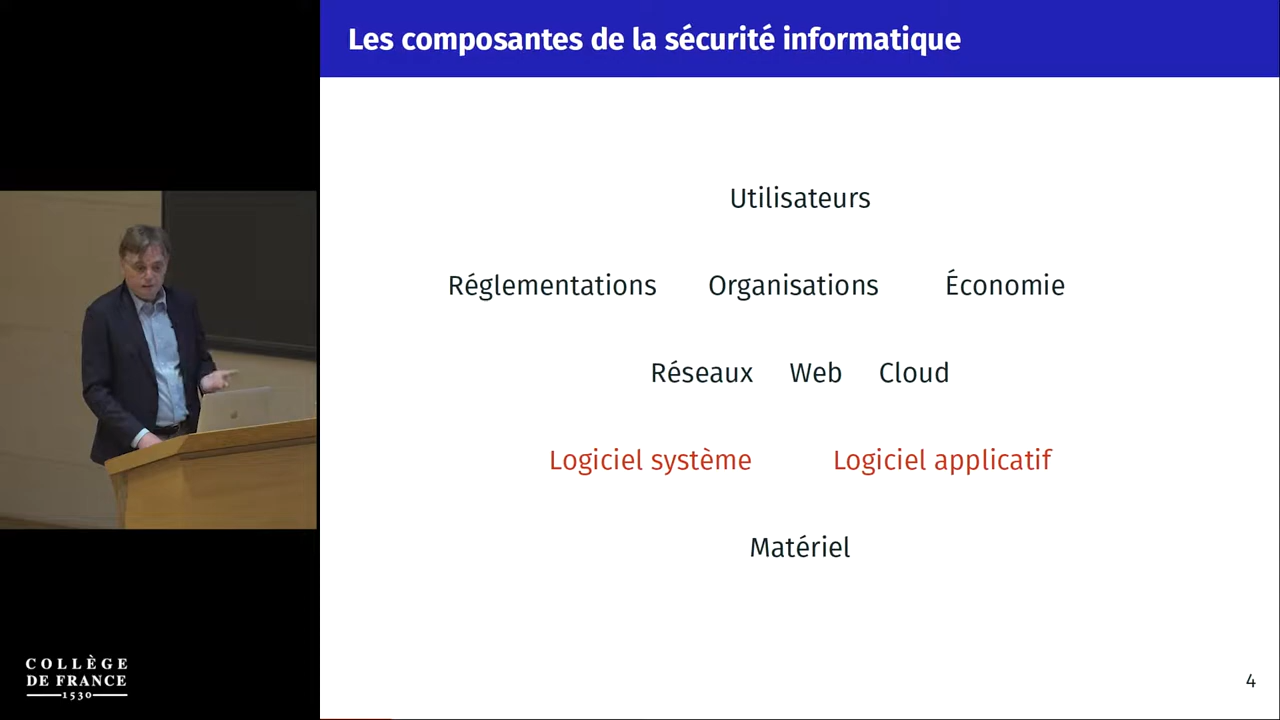 Les composantes de la sécurité informatique
Utilisateurs
Réglementations Organisations Économie
Réseaux Web Cloud
Logiciel système Logiciel applicatif
Matériel
4
COLLÈGE
DE FRANCE
1530